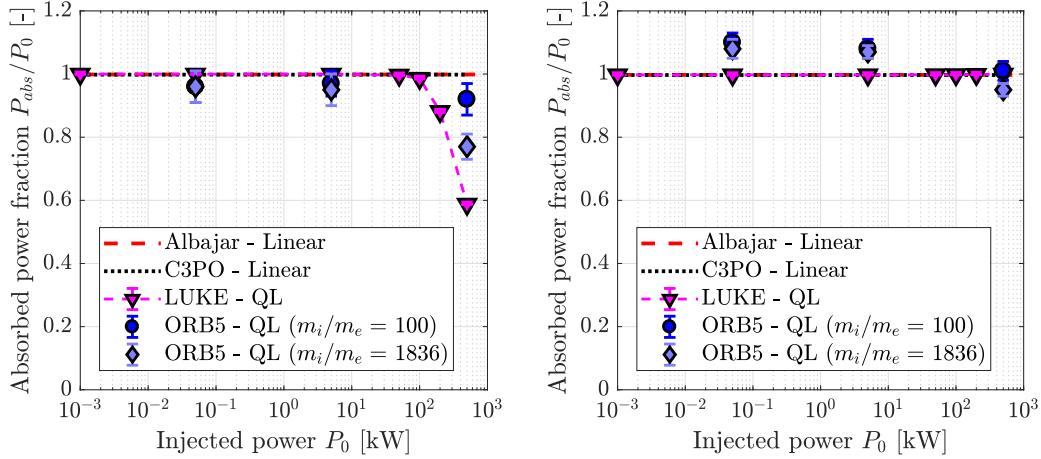 Absorbed power fraction P_abs/P_0 [-]
1.2
1
0.8
0.6
0.4
0.2
0
Albajar - Linear
C3PO - Linear
LUKE - QL
ORB5 - QL (m_i/m_e = 100)
ORB5 - QL (m_i/m_e = 1836)
10^-3 10^-2 10^-1 10^0 10^1 10^2 10^3
Injected power P_0 [kW]
Absorbed power fraction P_abs/P_0 [-]
1.2
1
0.8
0.6
0.4
0.2
0
Albajar - Linear
C3PO - Linear
LUKE - QL
ORB5 - QL (m_i/m_e = 100)
ORB5 - QL (m_i/m_e = 1836)
10^-3 10^-2 10^-1 10^0 10^1 10^2 10^3
Injected power P_0 [kW]